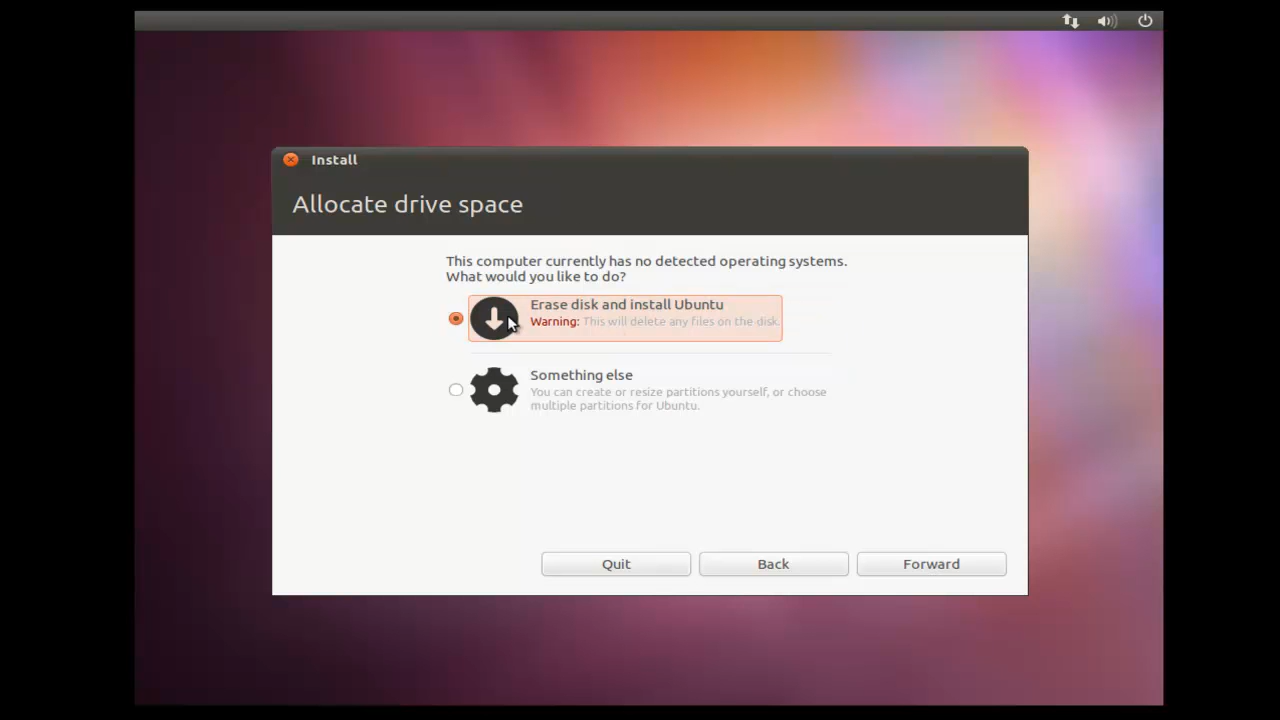 Install
Allocate drive space
This computer currently has no detected operating systems.
What would you like to do?
Erase disk and install Ubuntu
Warning: This will delete any files on the disk.
Something else
You can create or resize partitions yourself, or choose
multiple partitions for Ubuntu.
Quit Back Forward